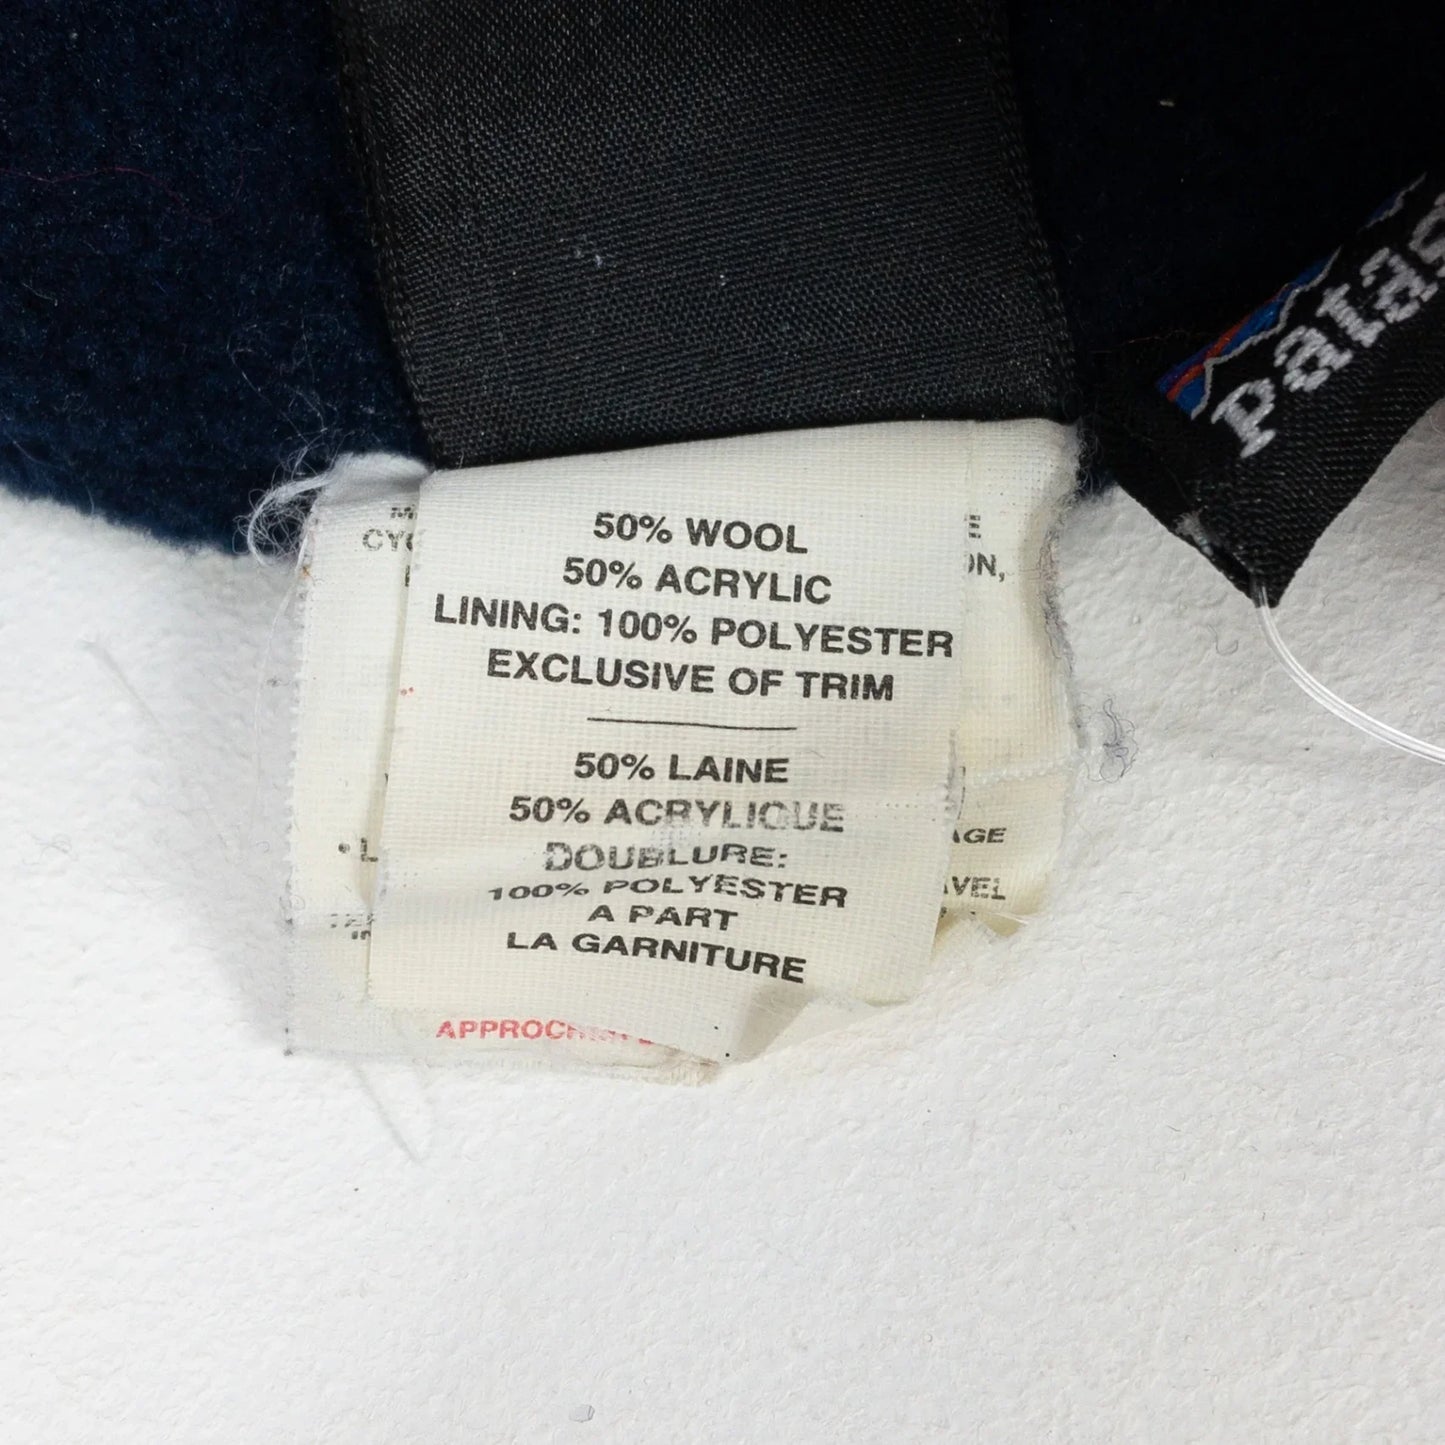 50% WOOL
50% ACRYLIC
LINING: 100% POLYESTER
EXCLUSIVE OF TRIM
50% LAINE
50% ACRYLIQUE
DOUBLURE:
100% POLYESTER
A PART
LA GARNITURE